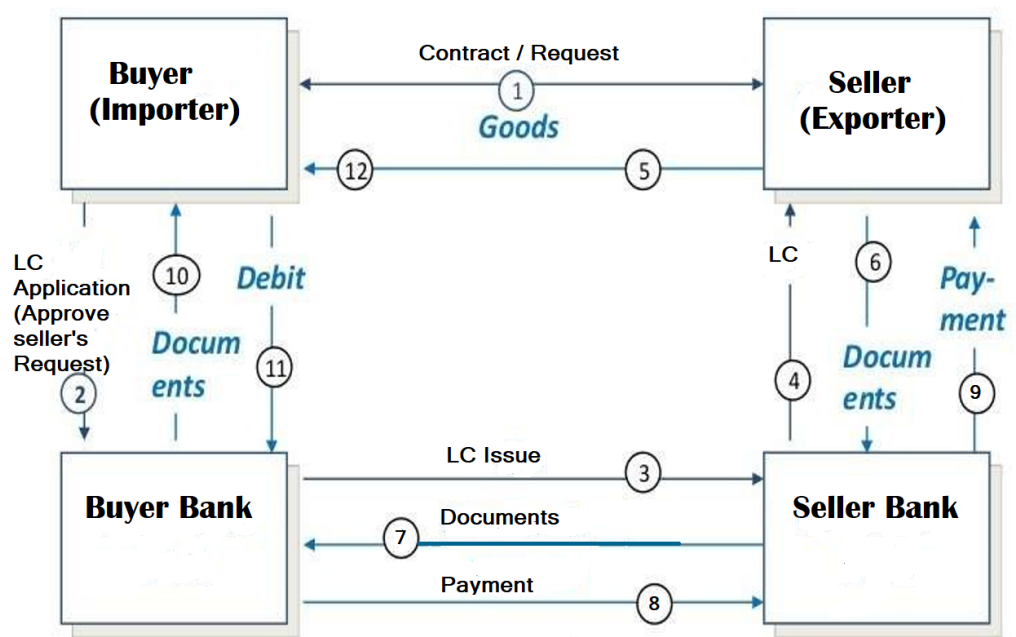 Buyer
(Importer)
Contract / Request
1
Goods
12
5
Seller
(Exporter)
LC
Application
(Approve
seller's
Request)
2
10
Docum
ents
Debit
11
LC
4
6
Docum
ents
Pay-
ment
9
Buyer Bank
LC Issue
3
Documents
7
Payment
8
Seller Bank